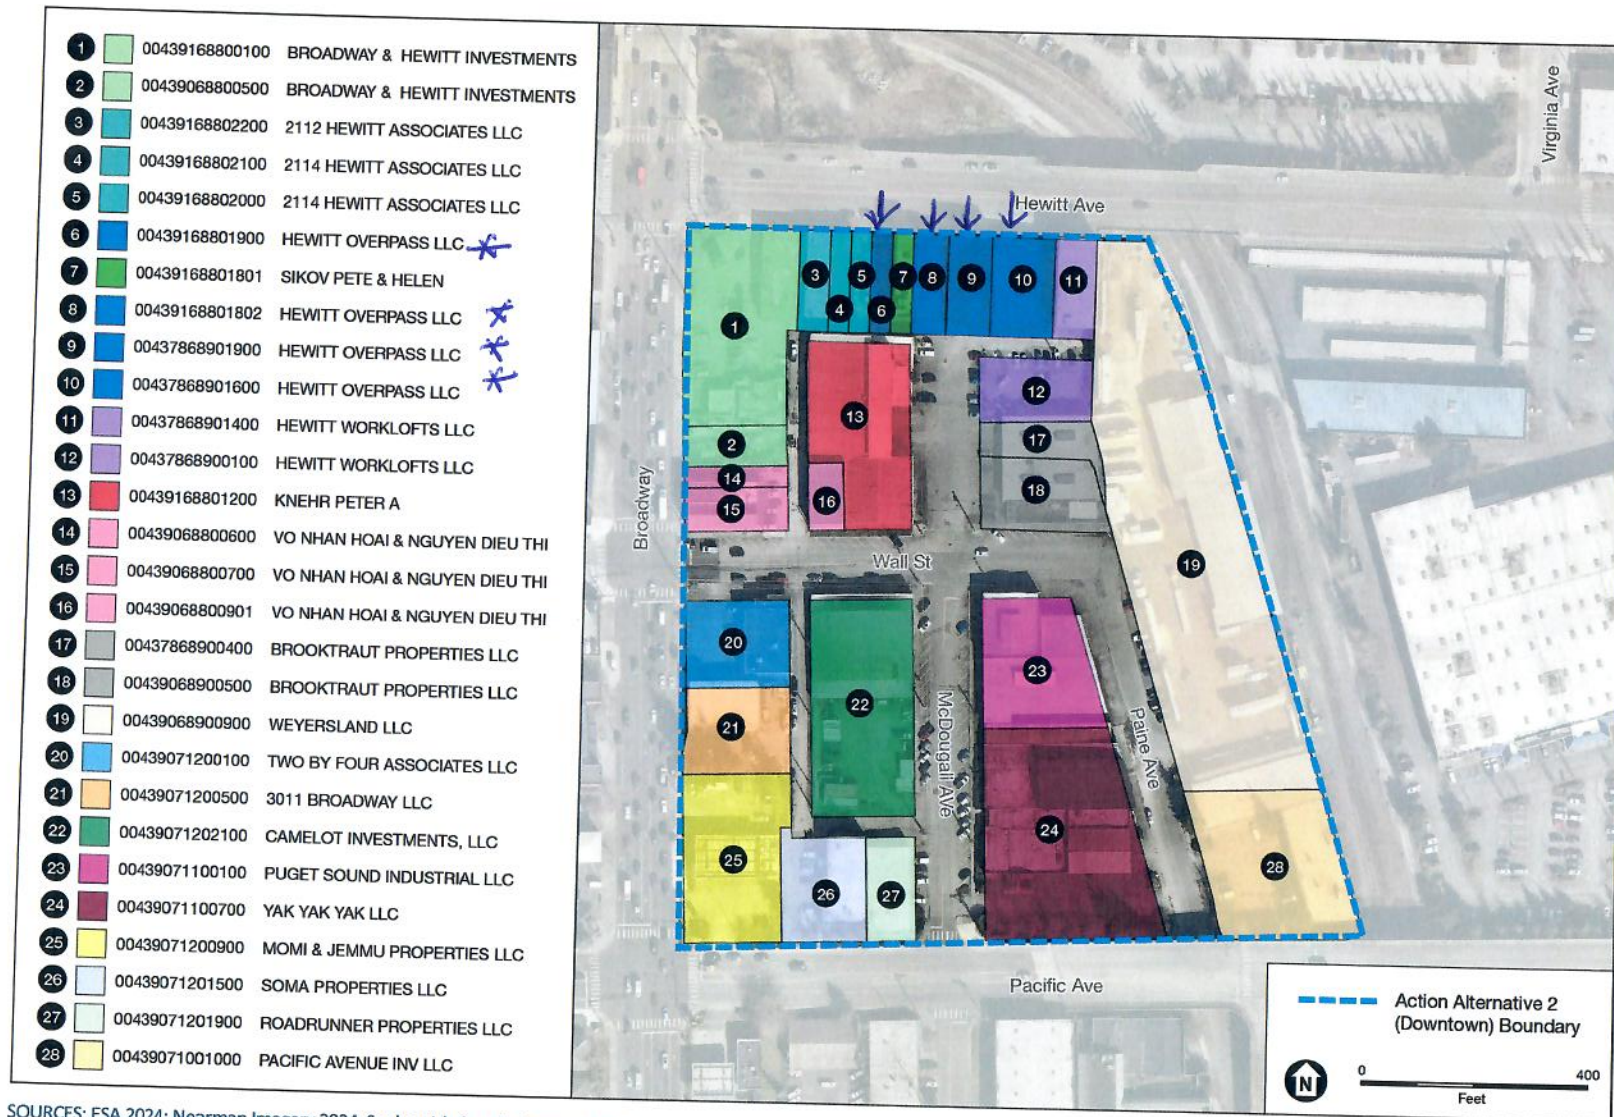 1 00439168800100 BROADWAY & HEWITT INVESTMENTS
2 00439068800500 BROADWAY & HEWITT INVESTMENTS
3 00439168802200 2112 HEWITT ASSOCIATES LLC
4 00439168802100 2114 HEWITT ASSOCIATES LLC
5 00439168802000 2114 HEWITT ASSOCIATES LLC
6 00439168801900 HEWITT OVERPASS LLC
7 00439168801801 SIKOV PETE & HELEN
8 00439168801802 HEWITT OVERPASS LLC
9 00437868901900 HEWITT OVERPASS LLC
10 00437868901600 HEWITT OVERPASS LLC
11 00437868901400 HEWITT WORKLOFTS LLC
12 00437868900100 HEWITT WORKLOFTS LLC
13 00439168801200 KNEHR PETER A
14 00439068800600 VO NHAN HOAI & NGUYEN DIEU THI
15 00439068800700 VO NHAN HOAI & NGUYEN DIEU THI
16 00439068800901 VO NHAN HOAI & NGUYEN DIEU THI
17 00437868900400 BROOKTRAUT PROPERTIES LLC
18 00439068900500 BROOKTRAUT PROPERTIES LLC
19 00439068900900 WEYERSLAND LLC
20 00439071200100 TWO BY FOUR ASSOCIATES LLC
21 00439071200500 3011 BROADWAY LLC
22 00439071202100 CAMELOT INVESTMENTS, LLC
23 00439071100100 PUGET SOUND INDUSTRIAL LLC
24 00439071100700 YAK YAK YAK LLC
25 00439071200900 MOMI & JEMMU PROPERTIES LLC
26 00439071201500 SOMA PROPERTIES LLC
27 00439071201900 ROADRUNNER PROPERTIES LLC
28 00439071001000 PACIFIC AVENUE INV LLC
Virginia Ave
Hewitt Ave
3
5
7
8
9
10
11
4
6
1
12
13
2
17
14
16
18
15
Broadway
Wall St
19
20
23
22
21
McDougall AVe
Paine Ave
24
25
28
26
27
Pacific Ave
Action Alternative 2
(Downtown) Boundary
N
0 400
Feet
SOURCES: ESA 2024; Nearmap Imagery 2024;